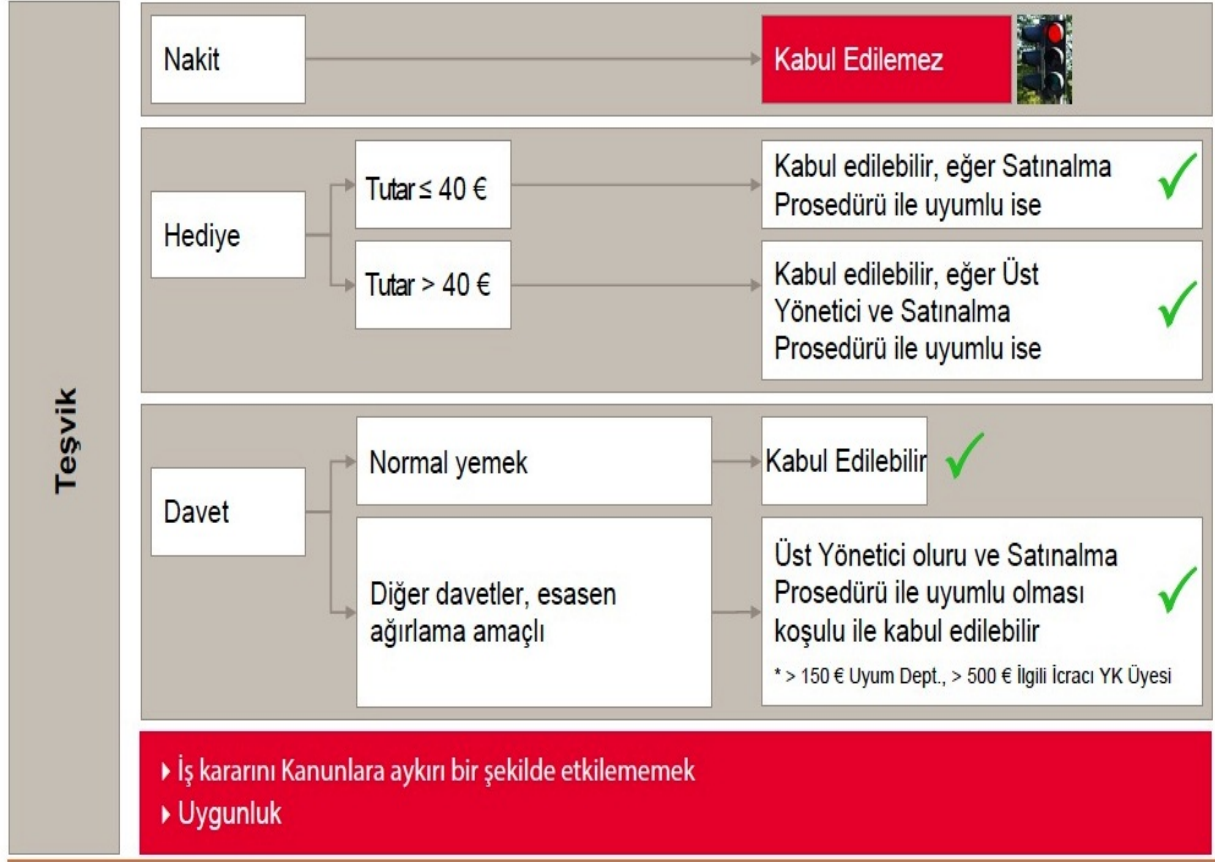 Teşvik
Nakit
Kabul Edilemez
Hediye
Tutar ≤ 40 €
Kabul edilebilir, eğer Satınalma
Prosedürü ile uyumlu ise
Tutar > 40 €
Kabul edilebilir, eğer Üst
Yönetici ve Satınalma
Prosedürü ile uyumlu ise
Davet
Normal yemek
Kabul Edilebilir
Diğer davetler, esasen
ağırlama amaçlı
Üst Yönetici oluru ve Satınalma
Prosedürü ile uyumlu olması
koşulu ile kabul edilebilir
* > 150 € Uyum Dept., > 500 € İlgili İcracı YK Üyesi
İş kararını Kanunlara aykırı bir şekilde etkilememek
Uygunluk